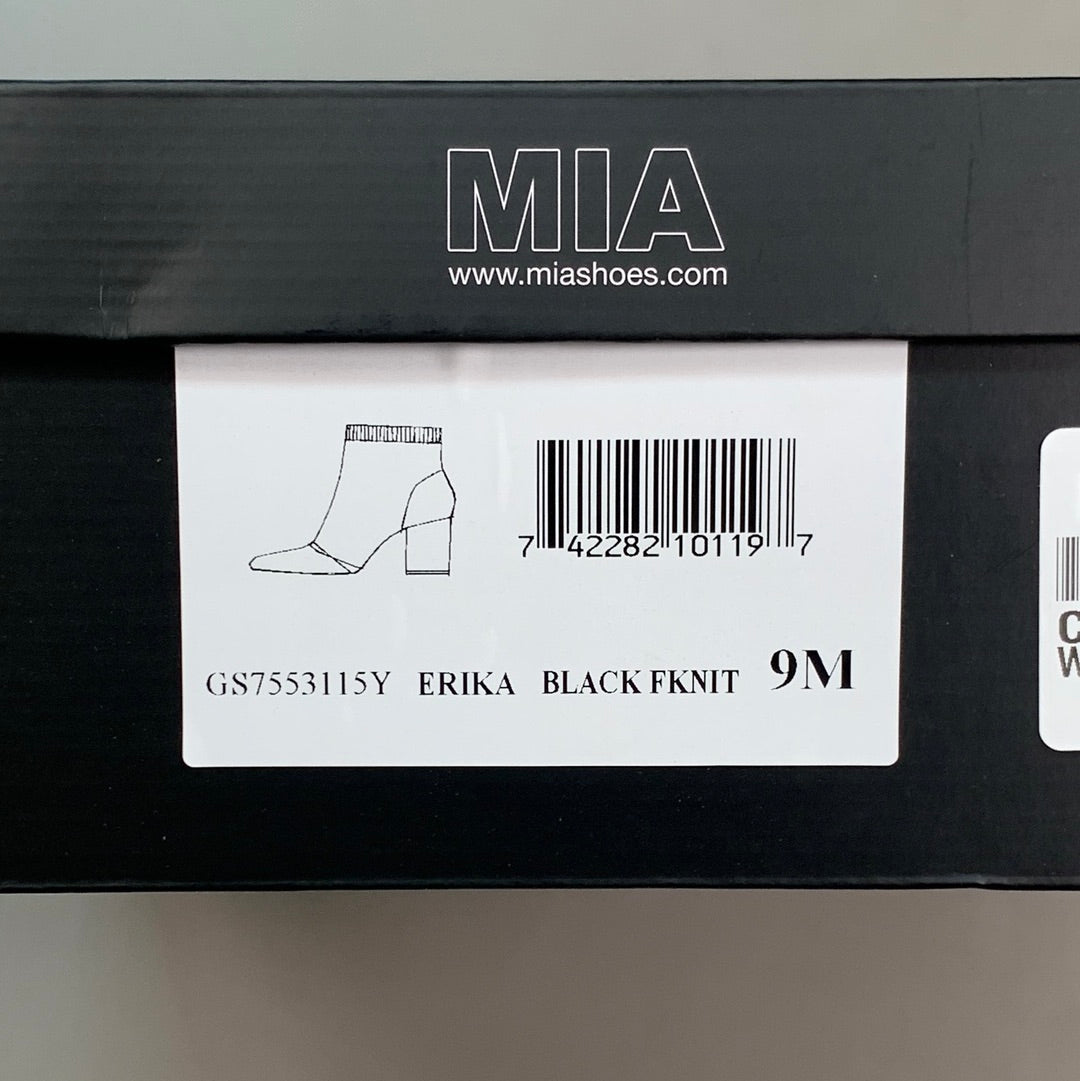 MIA
www.miashoes.com
7 42282 10119 7
GS7553115Y ERIKA BLACK FKNIT 9M